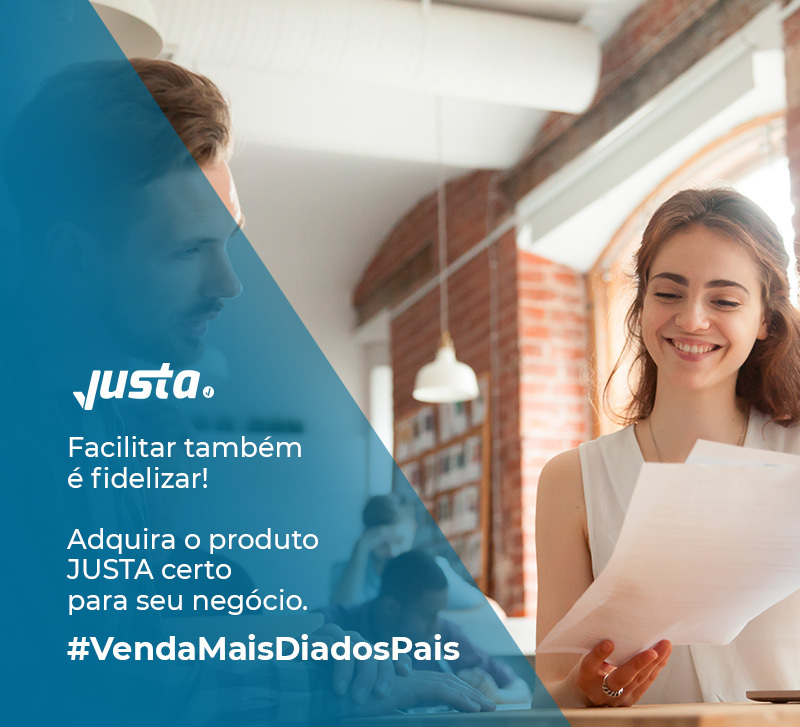 Justa.
Facilitar também
é fidelizar!
Adquira o produto
JUSTA certo
para seu negócio.
#VendaMaisDiadosPais